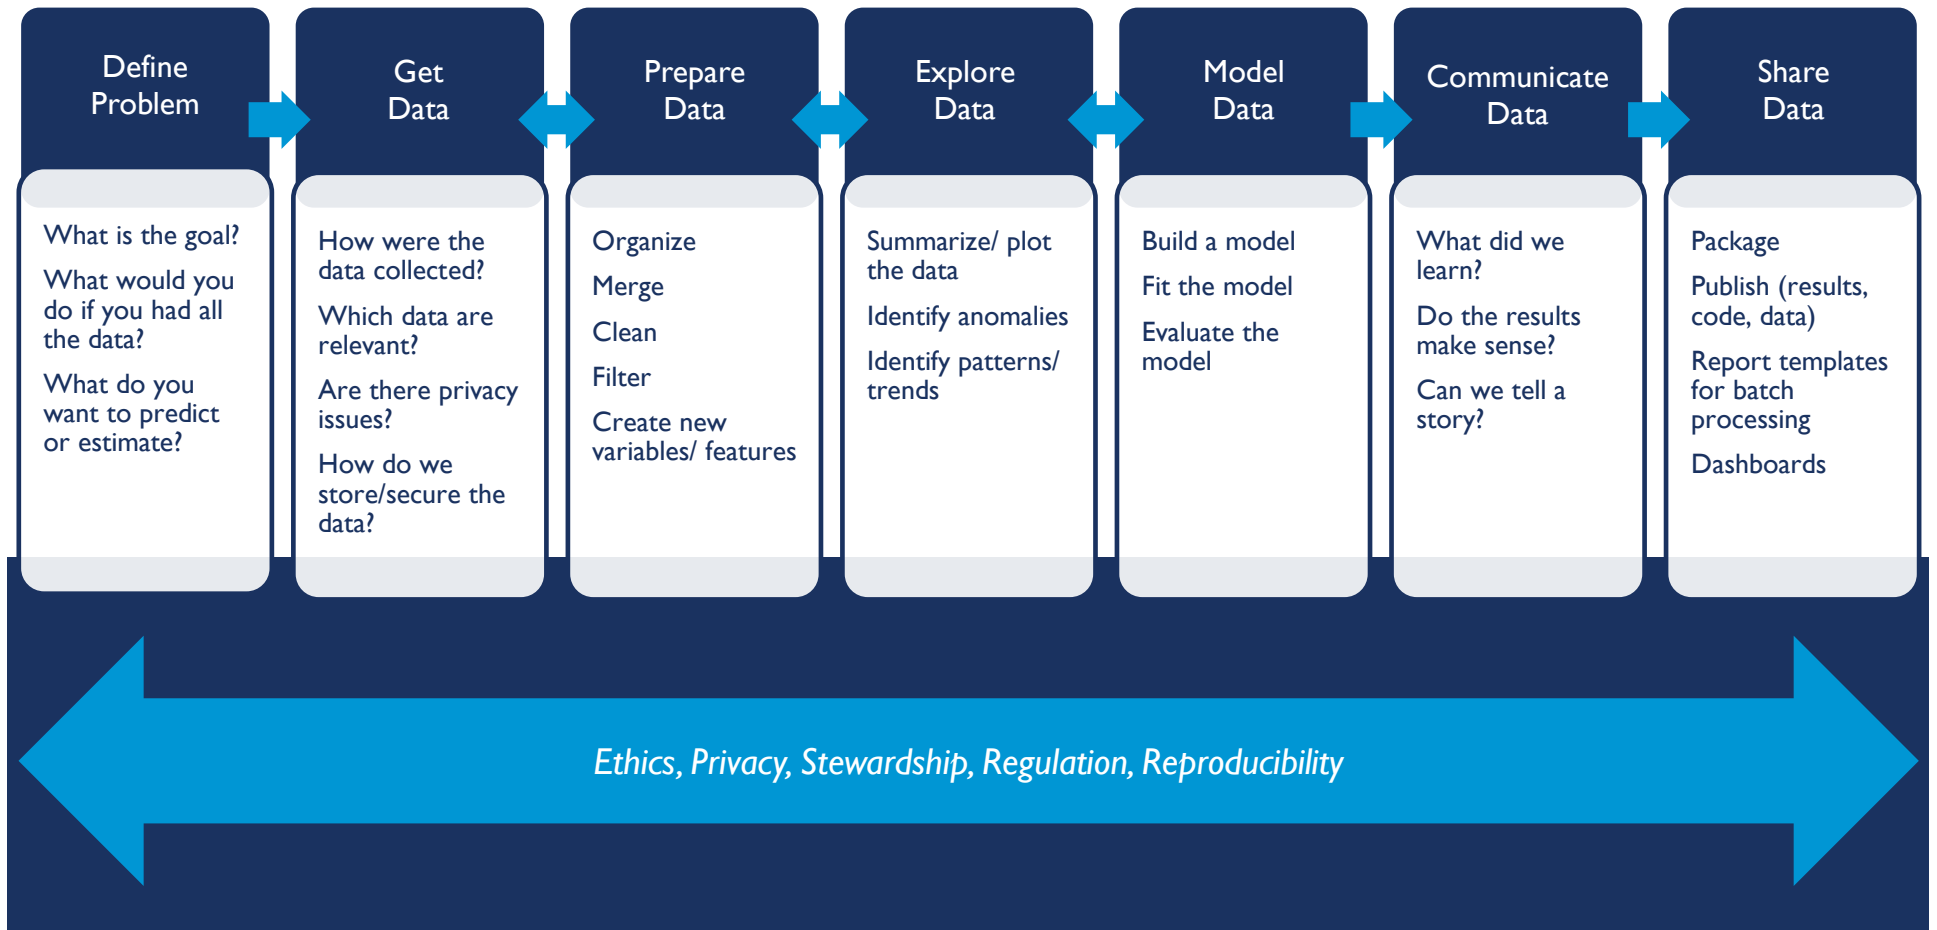 Define
Problem
What is the goal?
What would you
do if you had all
the data?
What do you
want to predict
or estimate?
Get
Data
How were the
data collected?
Which data are
relevant?
Are there privacy
issues?
How do we
store/secure the
data?
Prepare
Data
Organize
Merge
Clean
Filter
Create new
variables/ features
Explore
Data
Summarize/ plot
the data
Identify anomalies
Identify patterns/
trends
Model
Data
Build a model
Fit the model
Evaluate the
model
Communicate
Data
What did we
learn?
Do the results
make sense?
Can we tell a
story?
Share
Data
Package
Publish (results,
code, data)
Report templates
for batch
processing
Dashboards
Ethics, Privacy, Stewardship, Regulation, Reproducibility